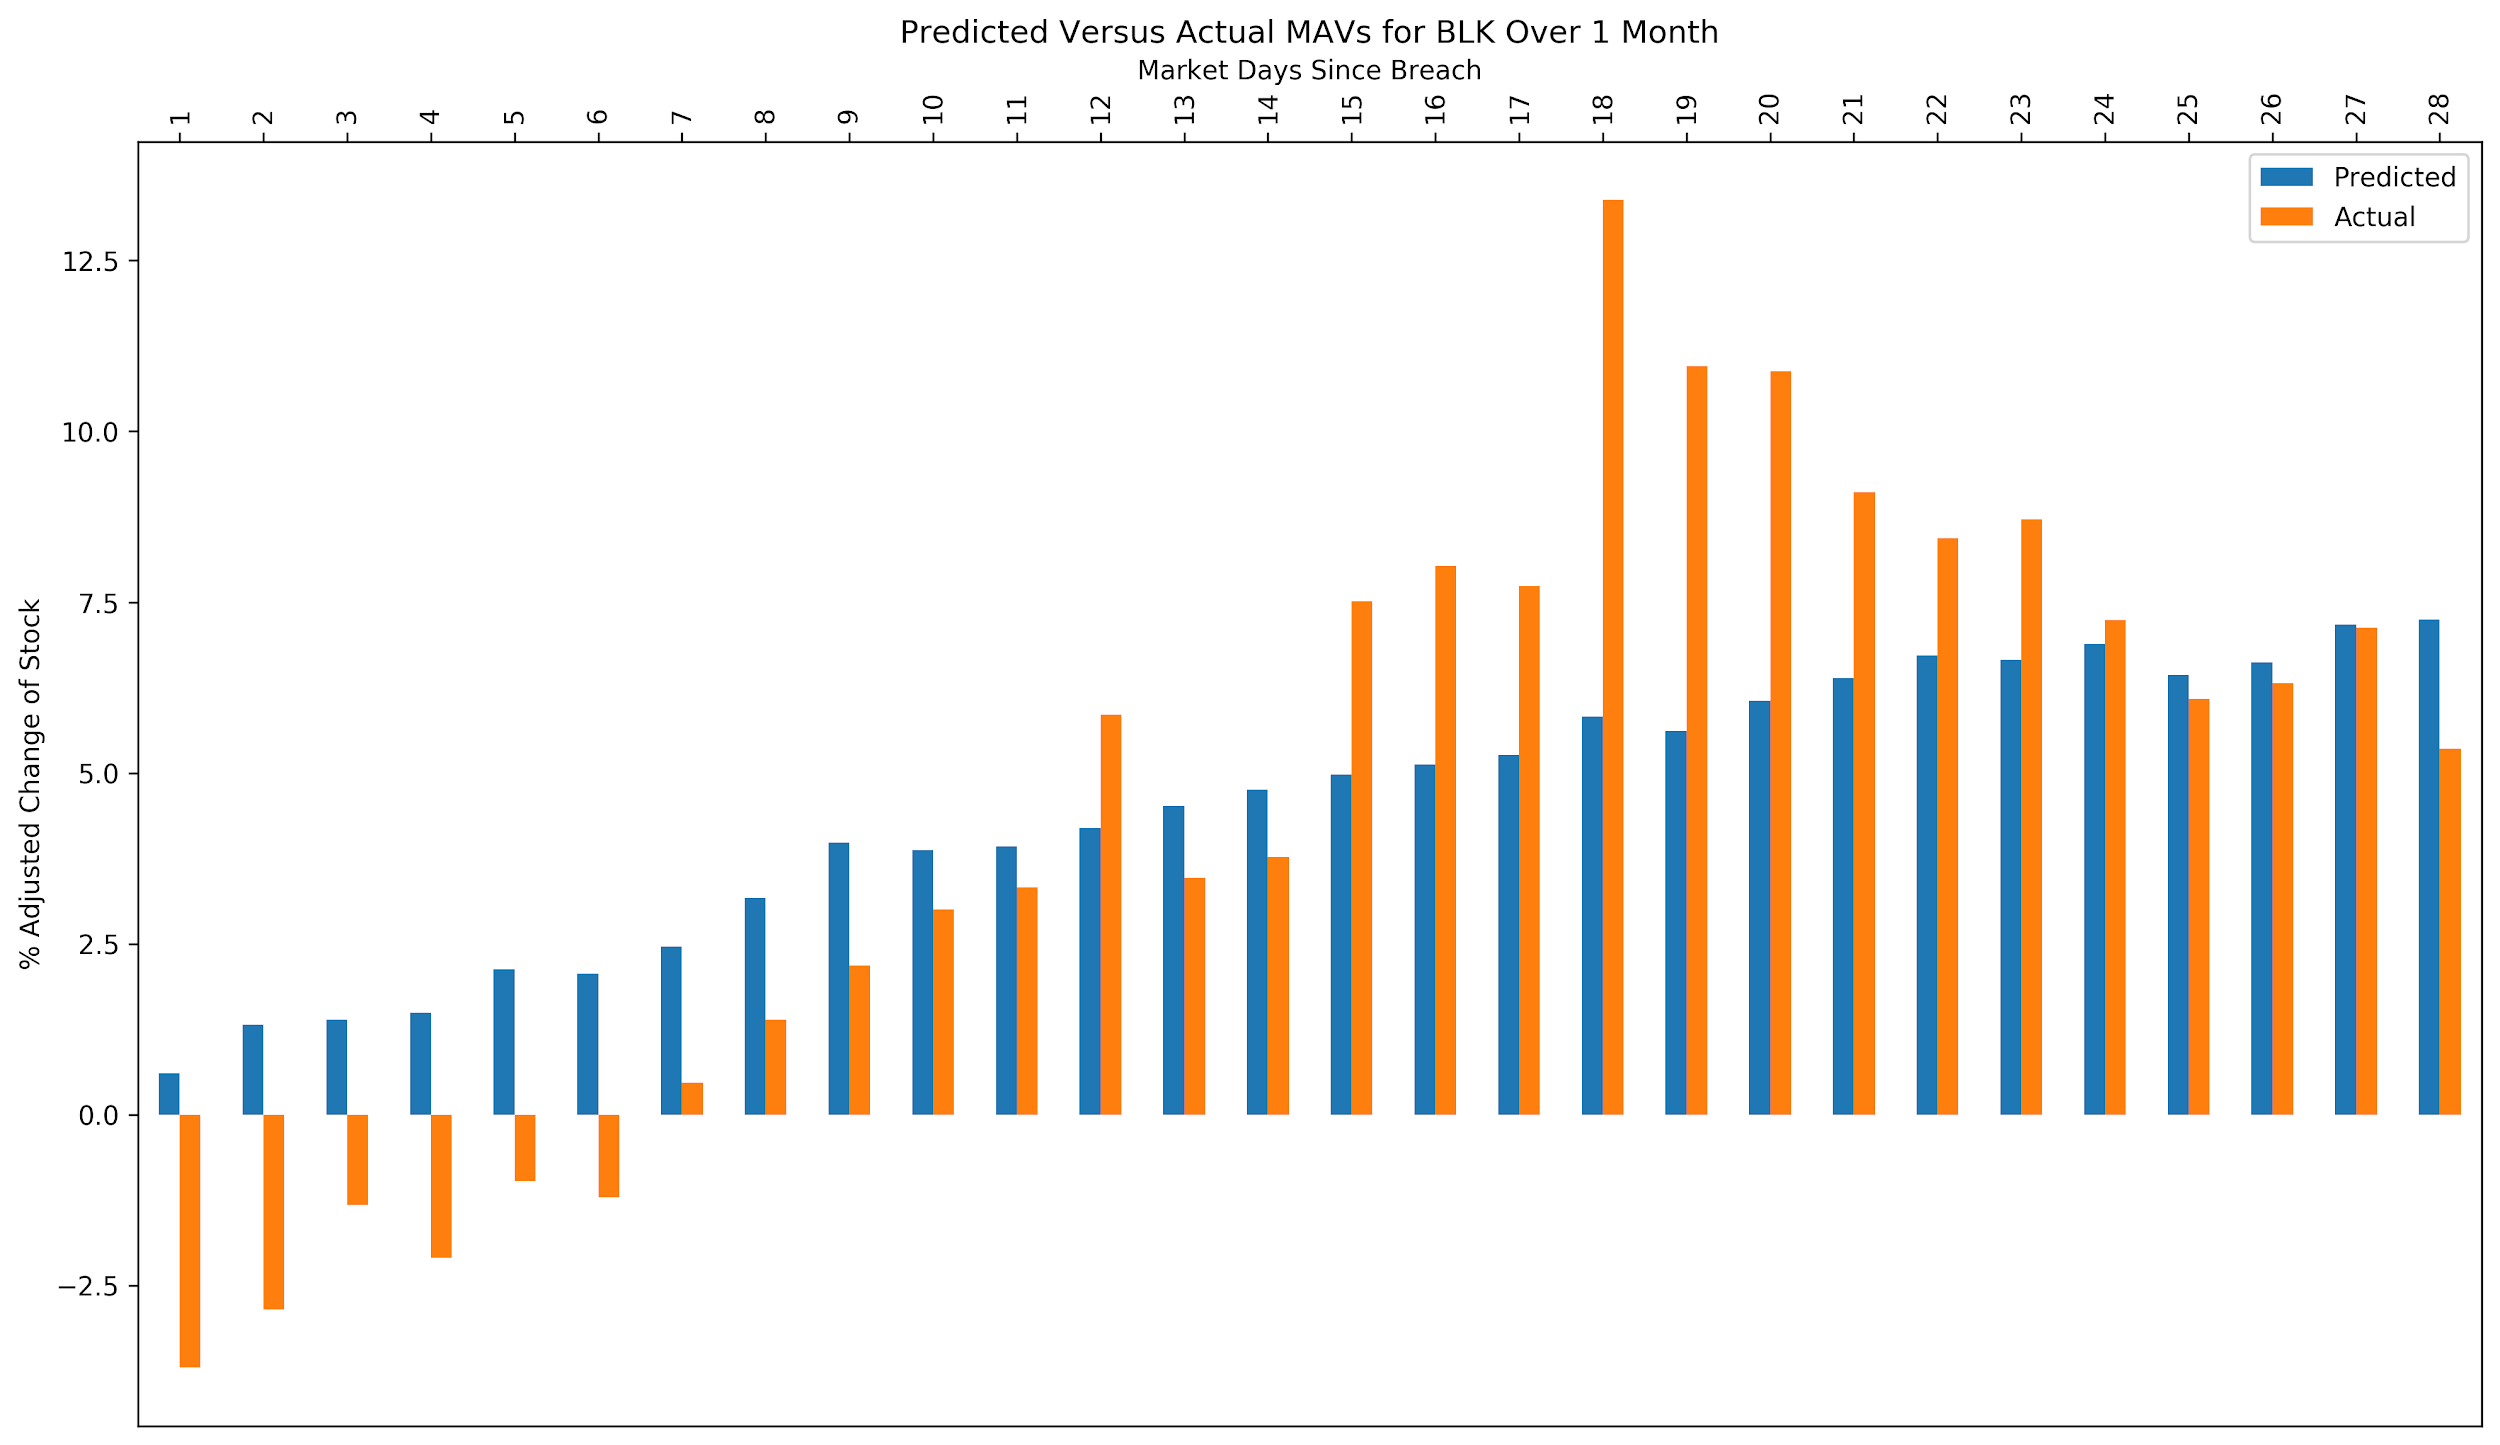 Predicted Versus Actual MAVs for BLK Over 1 Month
Market Days Since Breach
1 2 3 4 5 6 7 8 9 10 11 12 13 14 15 16 17 18 19 20 21 22 23 24 25 26 27 28
Predicted
Actual
% Adjusted Change of Stock
12.5
10.0
7.5
5.0
2.5
0.0
−2.5